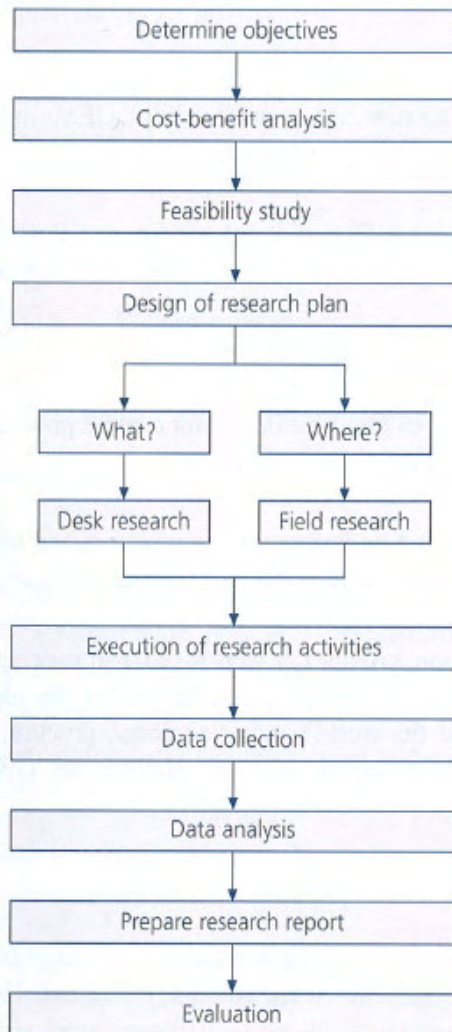 Determine objectives
Cost-benefit analysis
Feasibility study
Design of research plan
What?
Where?
Desk research
Field research
Execution of research activities
Data collection
Data analysis
Prepare research report
Evaluation